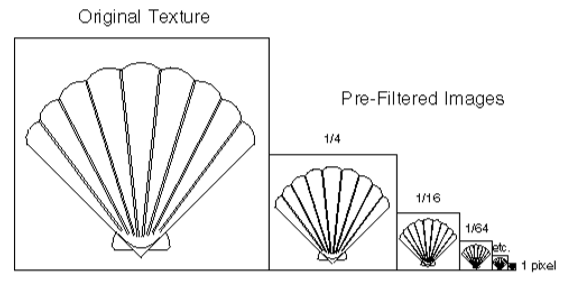 Original Texture
Pre-Filtered Images
1/4
1/16
1/64
etc.
1 pixel